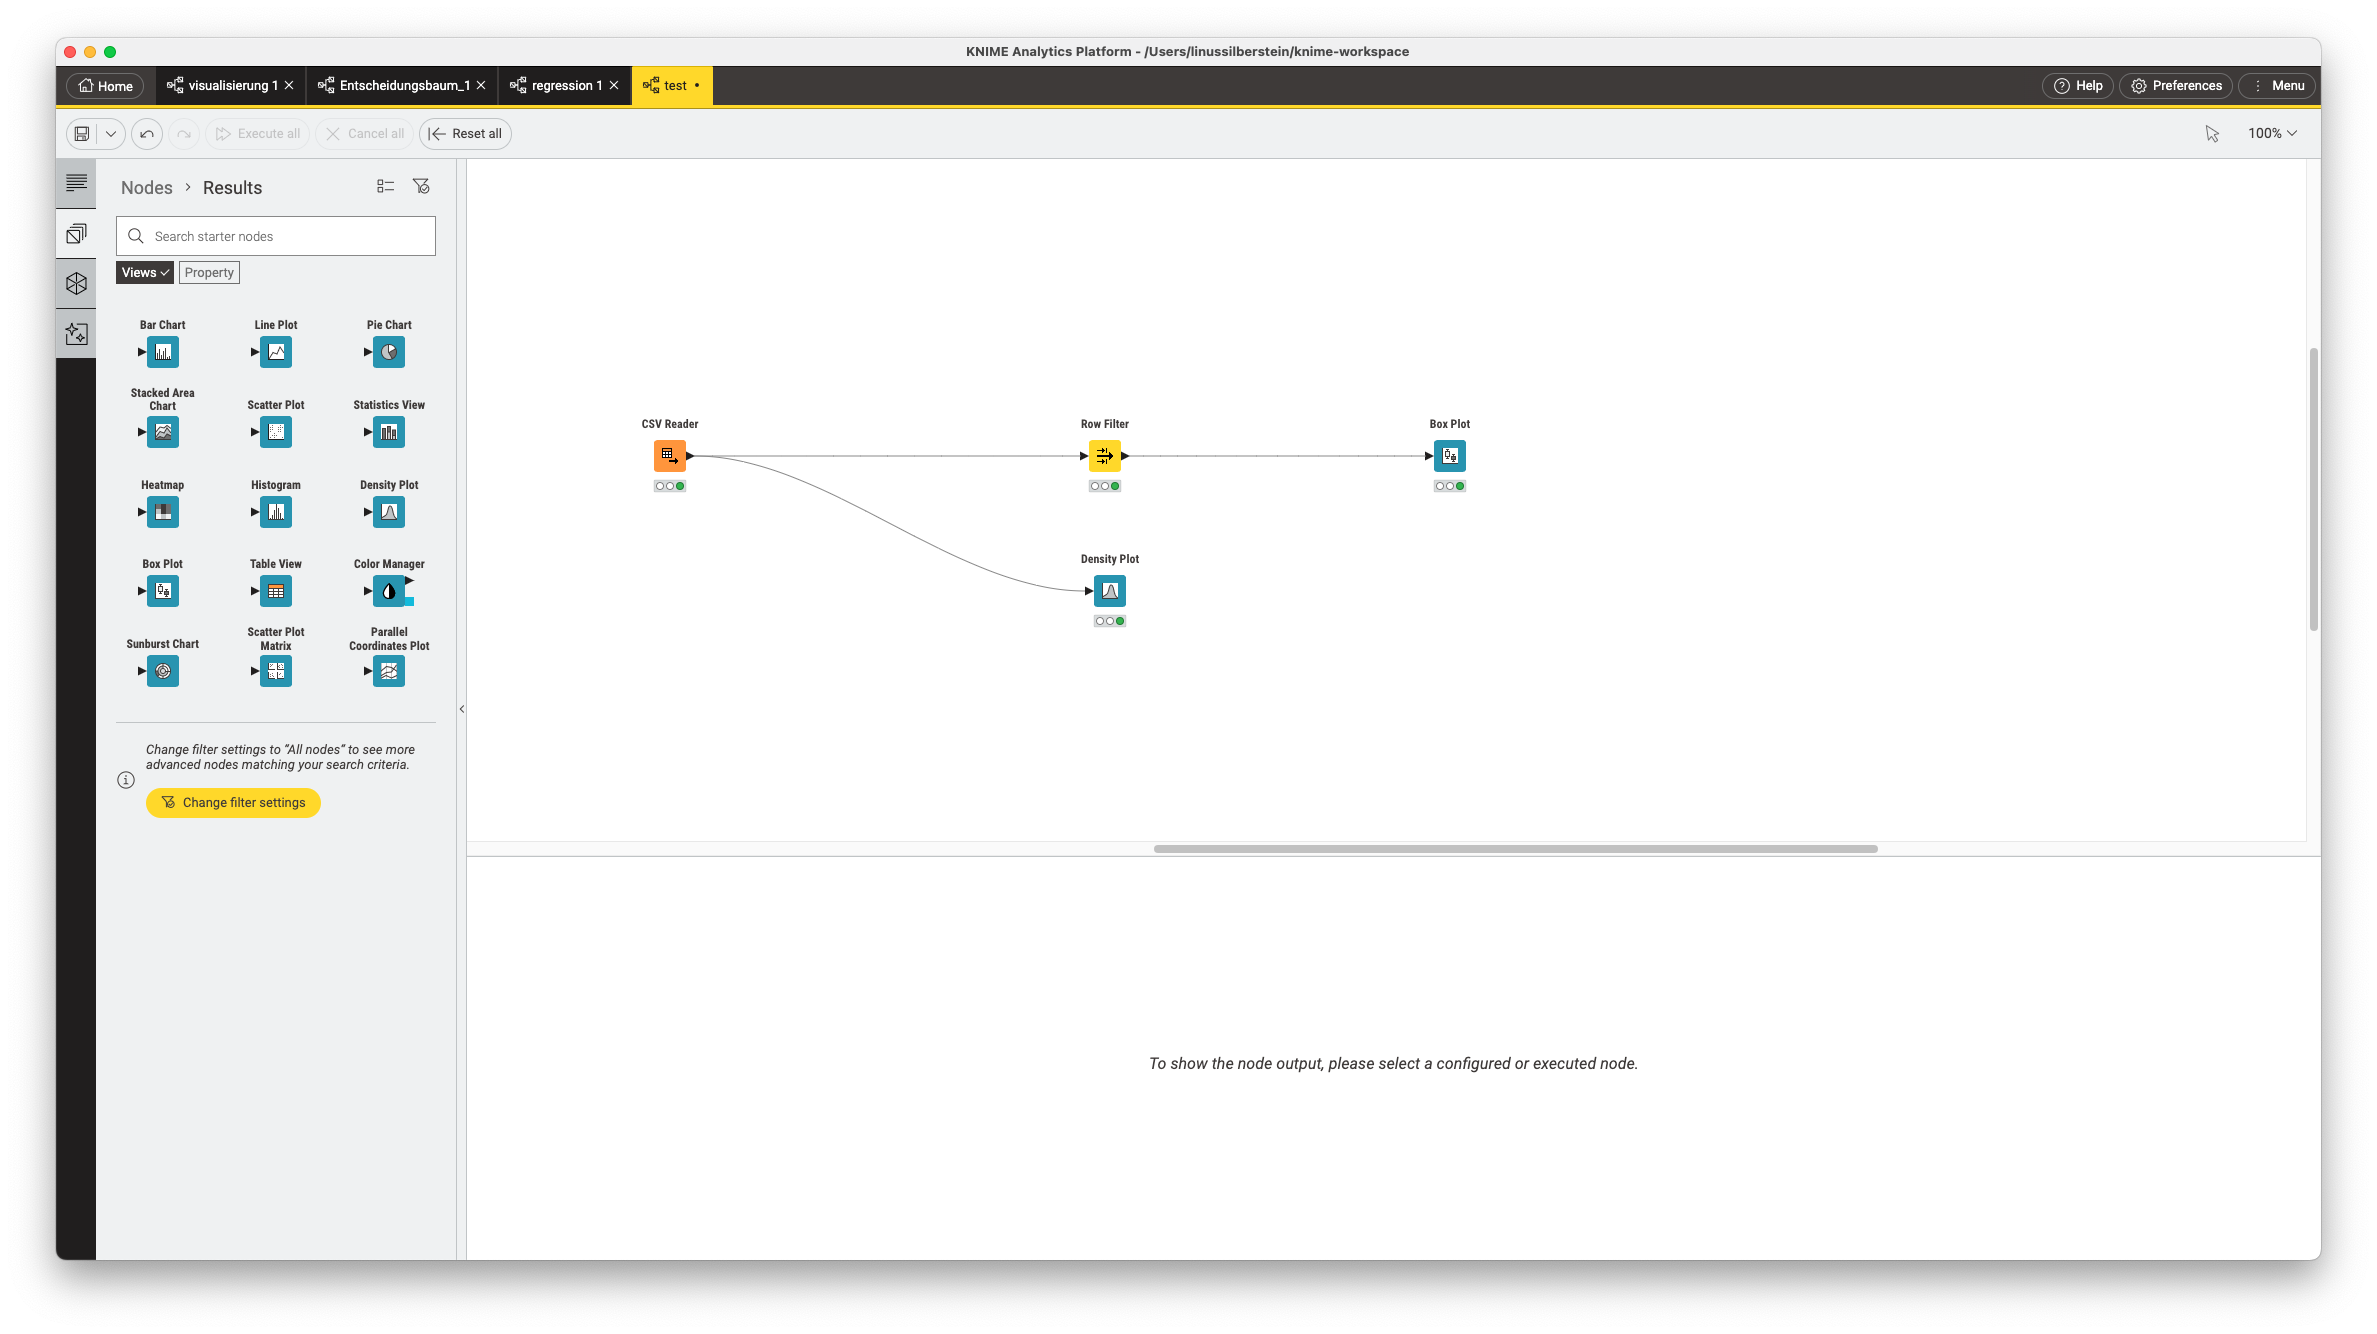 KNIME Analytics Platform - /Users/linussilberstein/knime-workspace
Home
visualisierung 1
Entscheidungsbaum_1
regression 1
test •
Help
Preferences
Menu
Execute all
Cancel all
Reset all
100%
Nodes › Results
Search starter nodes
Views
Property
Bar Chart
Line Plot
Pie Chart
Stacked Area
Chart
Scatter Plot
Statistics View
Heatmap
Histogram
Density Plot
Box Plot
Table View
Color Manager
Sunburst Chart
Scatter Plot
Matrix
Parallel
Coordinates Plot
Change filter settings to “All nodes” to see more
advanced nodes matching your search criteria.
Change filter settings
CSV Reader
Row Filter
Box Plot
Density Plot
To show the node output, please select a configured or executed node.